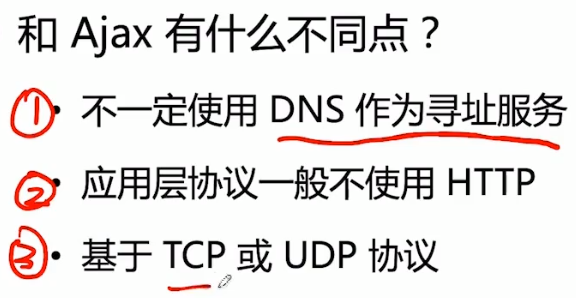 和 Ajax 有什么不同点？
①• 不一定使用 DNS 作为寻址服务
②• 应用层协议一般不使用 HTTP
③• 基于 TCP 或 UDP 协议